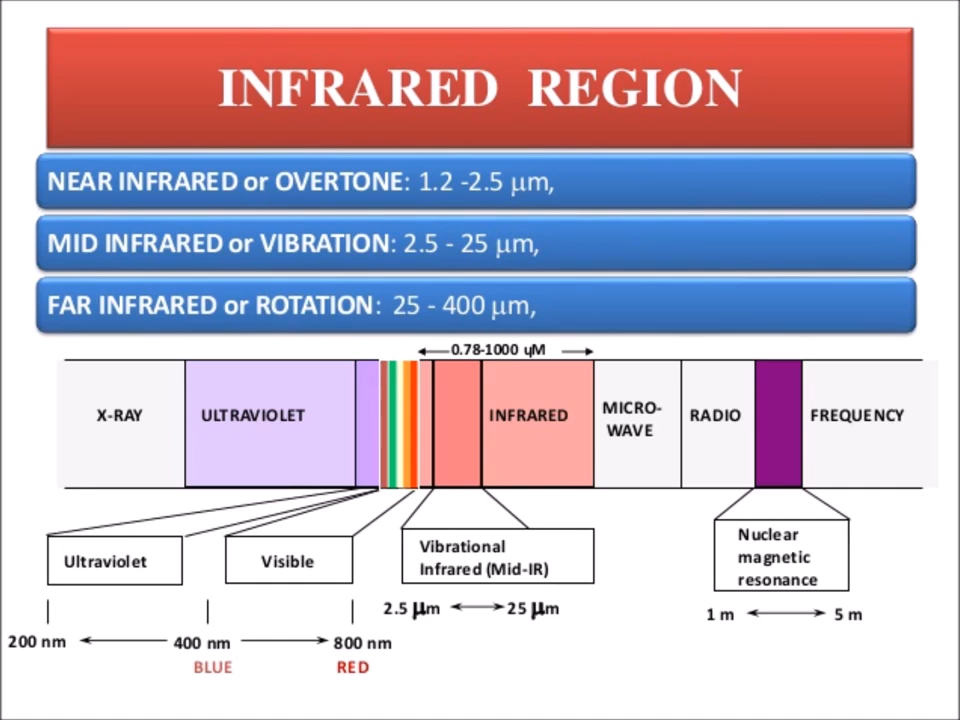 INFRARED REGION
NEAR INFRARED or OVERTONE: 1.2 -2.5 µm,
MID INFRARED or VIBRATION: 2.5 - 25 µm,
FAR INFRARED or ROTATION: 25 - 400 µm,
0.78-1000 ųM
X-RAY
ULTRAVIOLET
INFRARED
MICRO-
WAVE
RADIO
FREQUENCY
Ultraviolet
Visible
Vibrational
Infrared (Mid-IR)
Nuclear
magnetic
resonance
2.5 µm
25 µm
1 m
5 m
200 nm
400 nm
800 nm
BLUE
RED